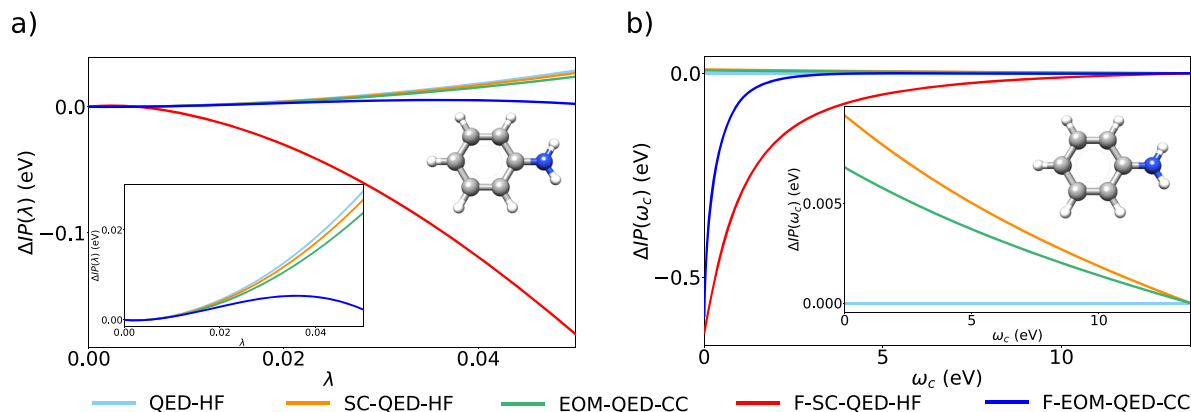 a)
ΔIP(λ) (eV)
0.0
−0.1
0.00
0.02
0.04
λ
ΔIP(λ) (eV)
0.02
0.00
0.00
0.02
0.04
λ
b)
ΔIP(ω_c) (eV)
0.0
−0.5
0
5
10
ω_c (eV)
ΔIP(ω_c) (eV)
0.005
0.000
0
5
10
ω_c (eV)
QED-HF
SC-QED-HF
EOM-QED-CC
F-SC-QED-HF
F-EOM-QED-CC